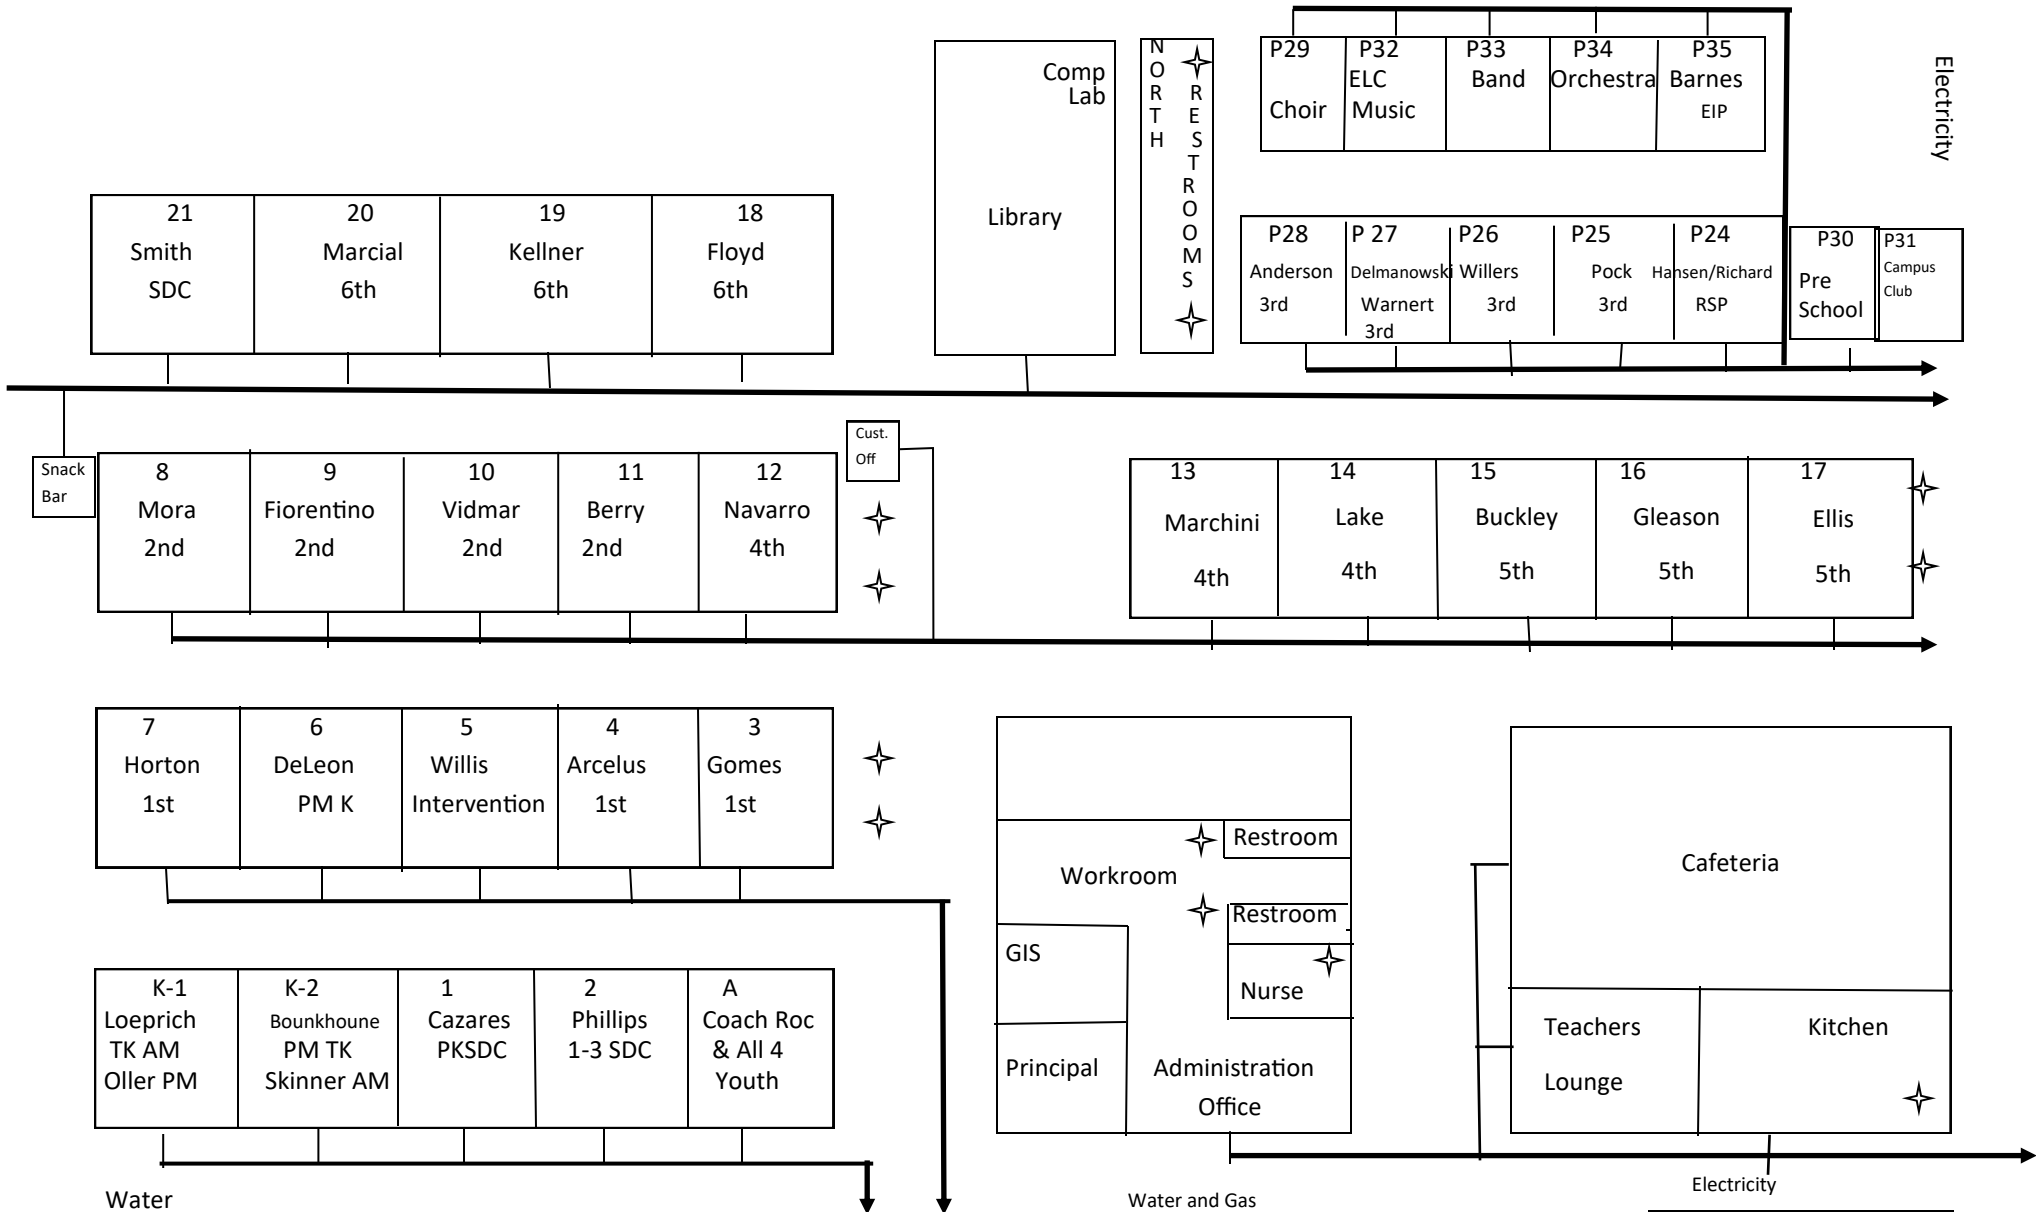 Comp
Lab
Library
NORTH
RESTROOMS
P29
Choir
P32
ELC
Music
P33
Band
P34
Orchestra
P35
Barnes
EIP
Electricity
21
Smith
SDC
20
Marcial
6th
19
Kellner
6th
18
Floyd
6th
P28
Anderson
3rd
P 27
Delmanowski
Warnert
3rd
P26
Willers
3rd
P25
Pock
3rd
P24
Hansen/Richard
RSP
P30
Pre
School
P31
Campus
Club
Snack
Bar
8
Mora
2nd
9
Fiorentino
2nd
10
Vidmar
2nd
11
Berry
2nd
12
Navarro
4th
Cust.
Off
13
Marchini
4th
14
Lake
4th
15
Buckley
5th
16
Gleason
5th
17
Ellis
5th
7
Horton
1st
6
DeLeon
PM K
5
Willis
Intervention
4
Arcelus
1st
3
Gomes
1st
Restroom
Workroom
Restroom
GIS
Nurse
Principal
Administration
Office
Cafeteria
Teachers
Lounge
Kitchen
K-1
Loeprich
TK AM
Oller PM
K-2
Bounkhoune
PM TK
Skinner AM
1
Cazares
PKSDC
2
Phillips
1-3 SDC
A
Coach Roc
& All 4
Youth
Water
Water and Gas
Electricity